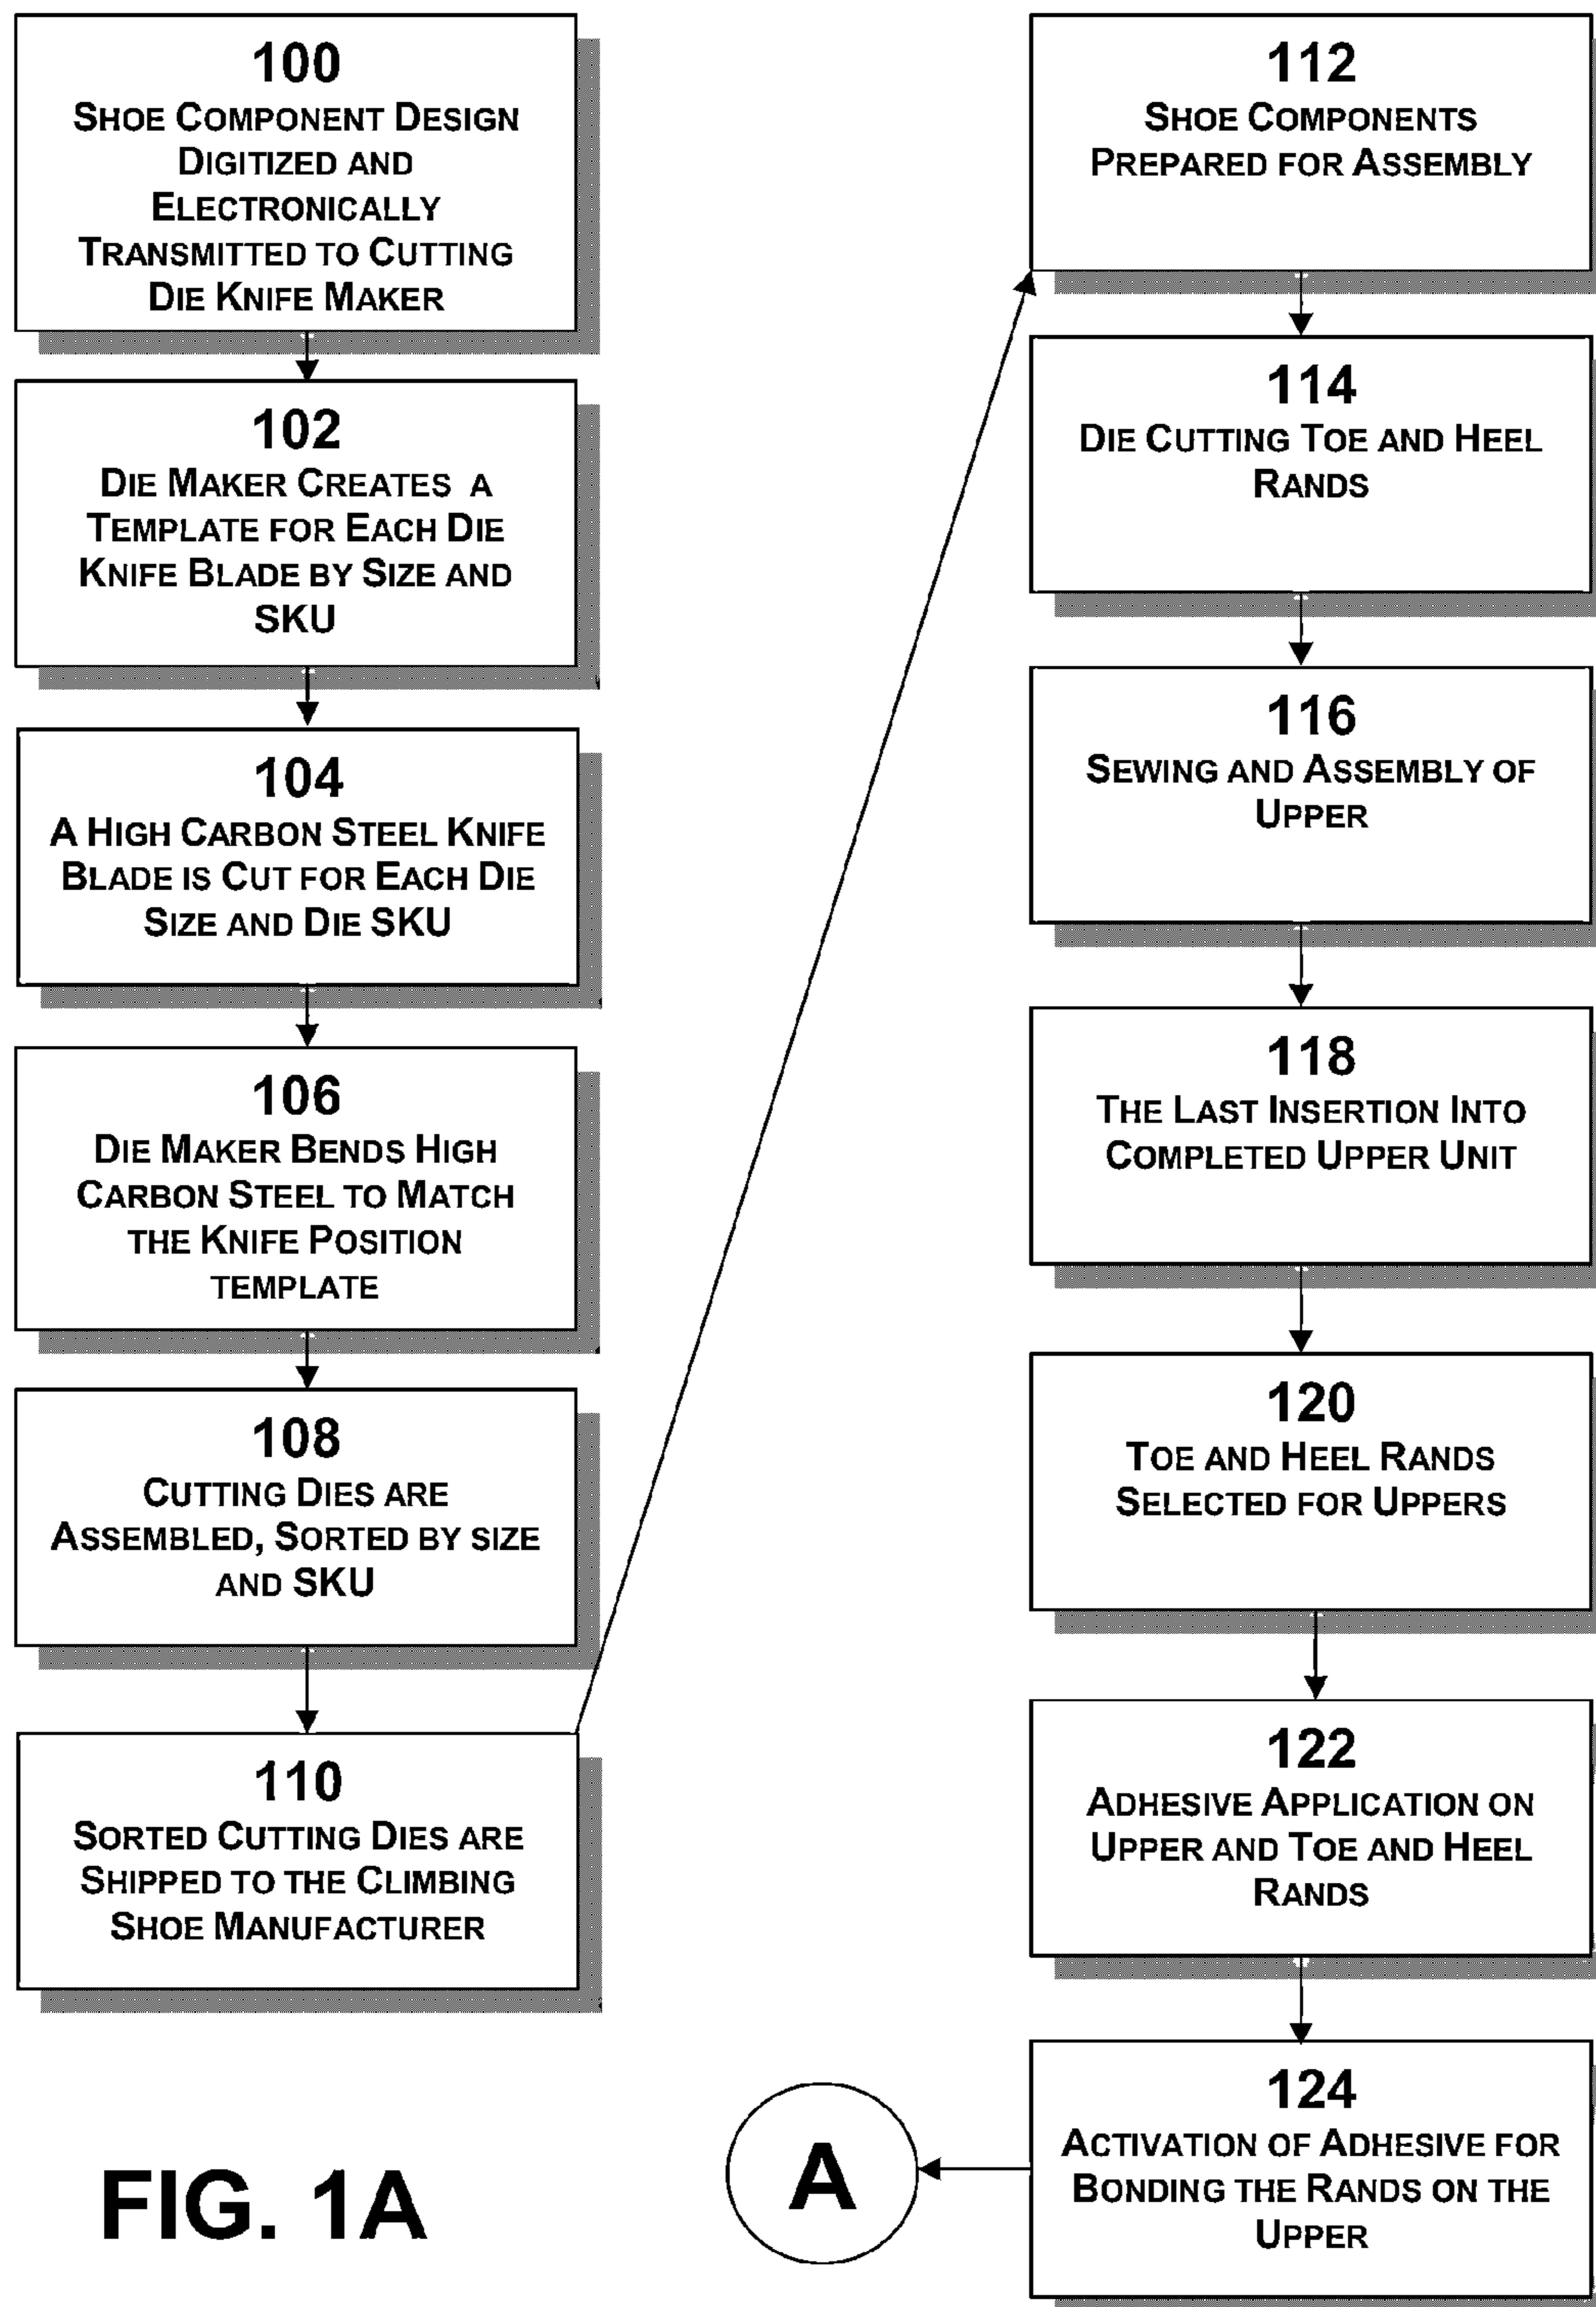 100
SHOE COMPONENT DESIGN
DIGITIZED AND
ELECTRONICALLY
TRANSMITTED TO CUTTING
DIE KNIFE MAKER
102
DIE MAKER CREATES A
TEMPLATE FOR EACH DIE
KNIFE BLADE BY SIZE AND
SKU
104
A HIGH CARBON STEEL KNIFE
BLADE IS CUT FOR EACH DIE
SIZE AND DIE SKU
106
DIE MAKER BENDS HIGH
CARBON STEEL TO MATCH
THE KNIFE POSITION
TEMPLATE
108
CUTTING DIES ARE
ASSEMBLED, SORTED BY SIZE
AND SKU
110
SORTED CUTTING DIES ARE
SHIPPED TO THE CLIMBING
SHOE MANUFACTURER
112
SHOE COMPONENTS
PREPARED FOR ASSEMBLY
114
DIE CUTTING TOE AND HEEL
RANDS
116
SEWING AND ASSEMBLY OF
UPPER
118
THE LAST INSERTION INTO
COMPLETED UPPER UNIT
120
TOE AND HEEL RANDS
SELECTED FOR UPPERS
122
ADHESIVE APPLICATION ON
UPPER AND TOE AND HEEL
RANDS
124
ACTIVATION OF ADHESIVE FOR
BONDING THE RANDS ON THE
UPPER
A
FIG. 1A